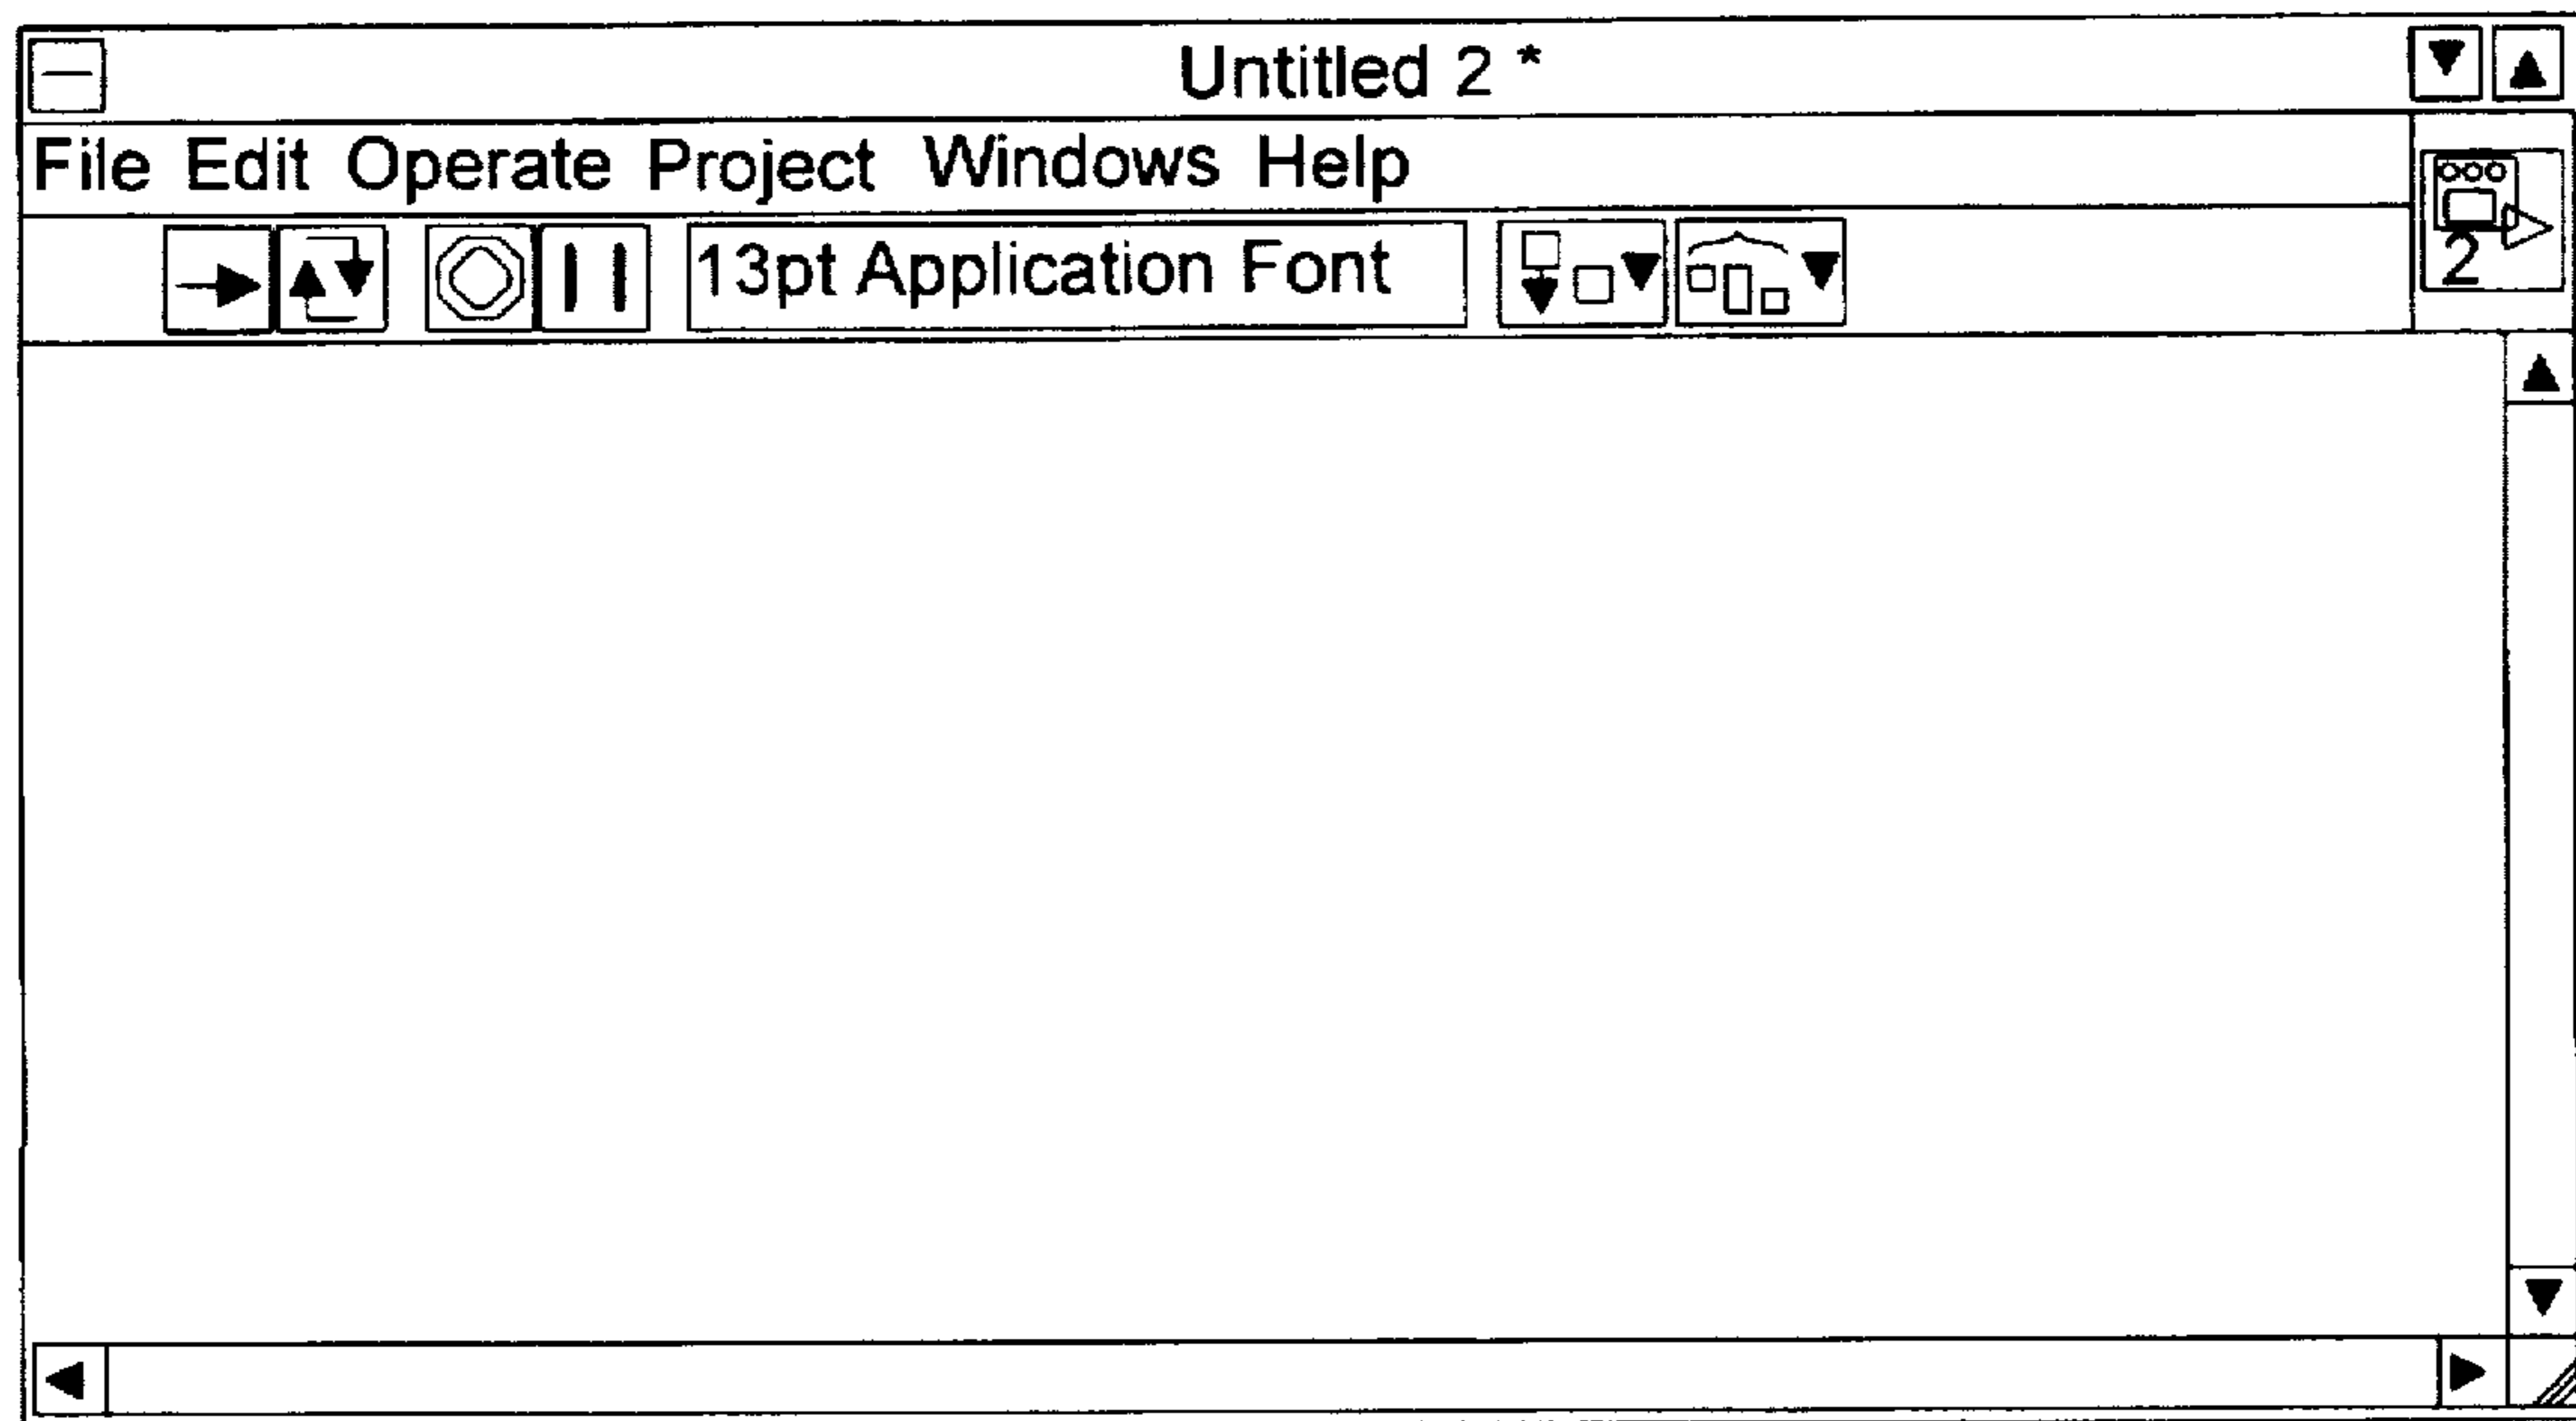 Untitled 2 *
File Edit Operate Project Windows Help
13pt Application Font
2